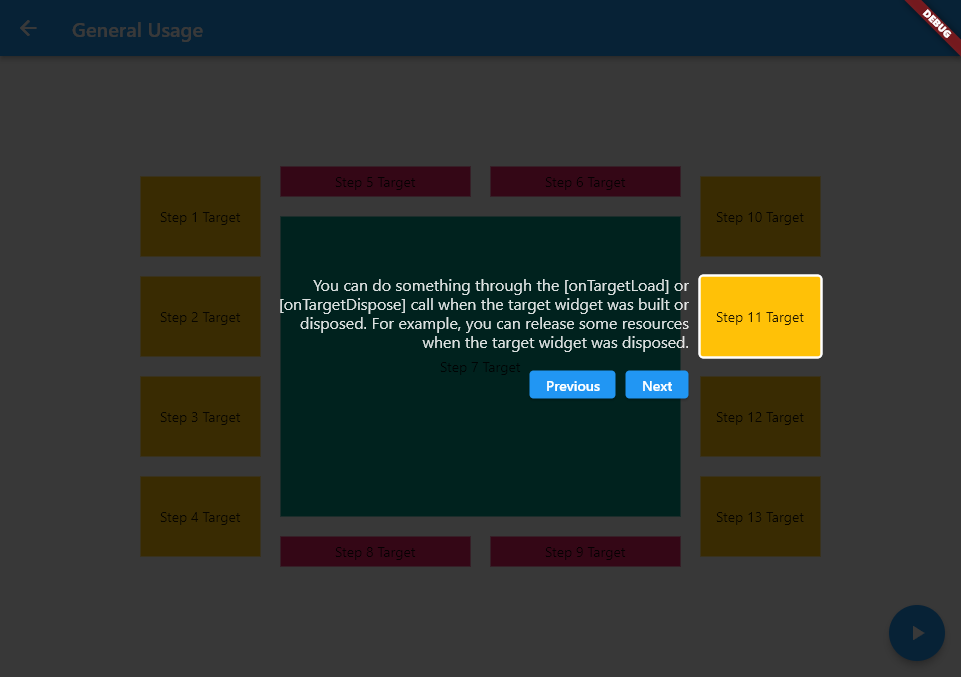 General Usage
DEBUG
Step 5 Target
Step 6 Target
Step 1 Target
Step 10 Target
You can do something through the [onTargetLoad] or
[onTargetDispose] call when the target widget was built or
disposed. For example, you can release some resources
when the target widget was disposed.
Step 2 Target
Step 11 Target
Step 7 Target
Previous
Next
Step 3 Target
Step 12 Target
Step 4 Target
Step 13 Target
Step 8 Target
Step 9 Target